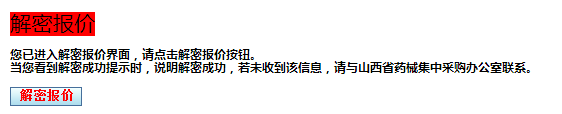 解密报价
您已进入解密报价界面，请点击解密报价按钮。
当您看到解密成功提示时，说明解密成功，若未收到该信息，请与山西省药械集中采购办公室联系。
解密报价